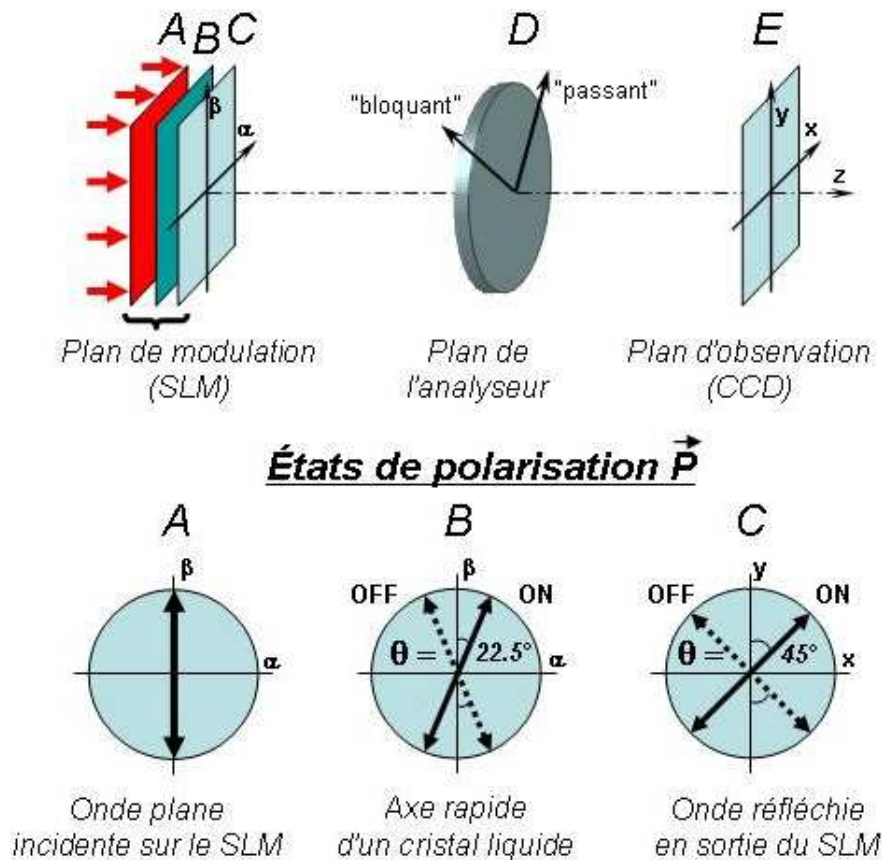 A B C D E
"bloquant" "passant"
β α y x z
Plan de modulation
(SLM)
Plan de
l'analyseur
Plan d'observation
(CCD)
États de polarisation P
A B C
β β y
OFF ON OFF ON
θ = 22.5° θ = 45°
α α x
Onde plane
incidente sur le SLM
Axe rapide
d'un cristal liquide
Onde réfléchie
en sortie du SLM